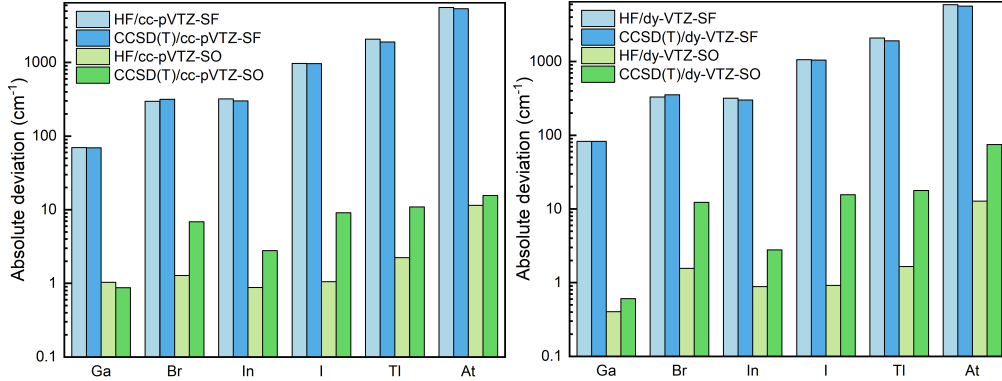 HF/cc-pVTZ-SF
CCSD(T)/cc-pVTZ-SF
HF/cc-pVTZ-SO
CCSD(T)/cc-pVTZ-SO
Absolute deviation (cm⁻¹)
1000
100
10
1
0.1
Ga Br In I Tl At
HF/dy-VTZ-SF
CCSD(T)/dy-VTZ-SF
HF/dy-VTZ-SO
CCSD(T)/dy-VTZ-SO
Absolute deviation (cm⁻¹)
1000
100
10
1
0.1
Ga Br In I Tl At